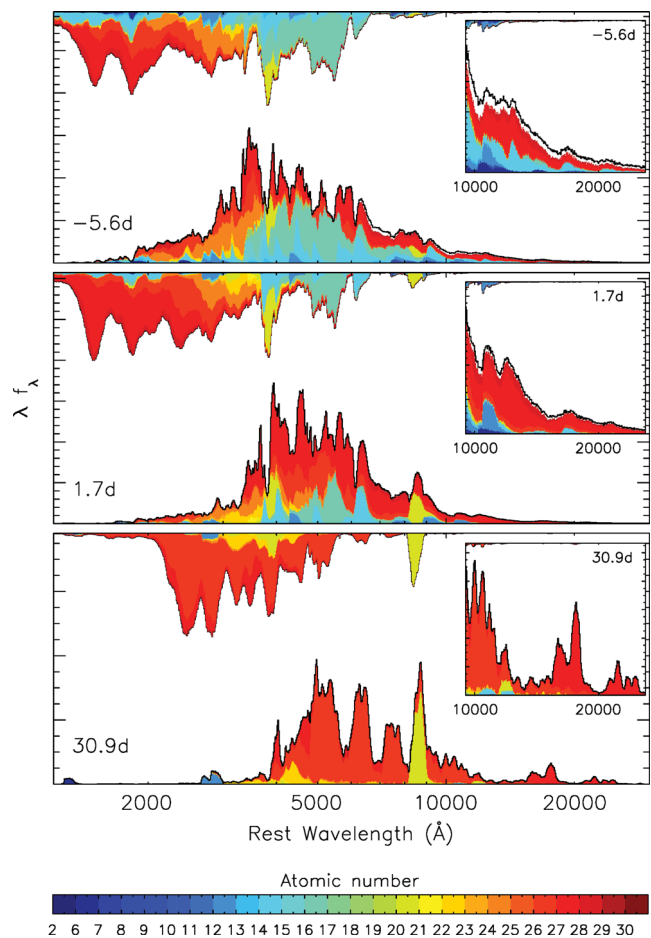 −5.6d
10000 20000
−5.6d
1.7d
10000 20000
λ fλ
1.7d
30.9d
10000 20000
30.9d
2000 5000 10000 20000
Rest Wavelength (Å)
Atomic number
2 6 7 8 9 10 11 12 13 14 15 16 17 18 19 20 21 22 23 24 25 26 27 28 29 30